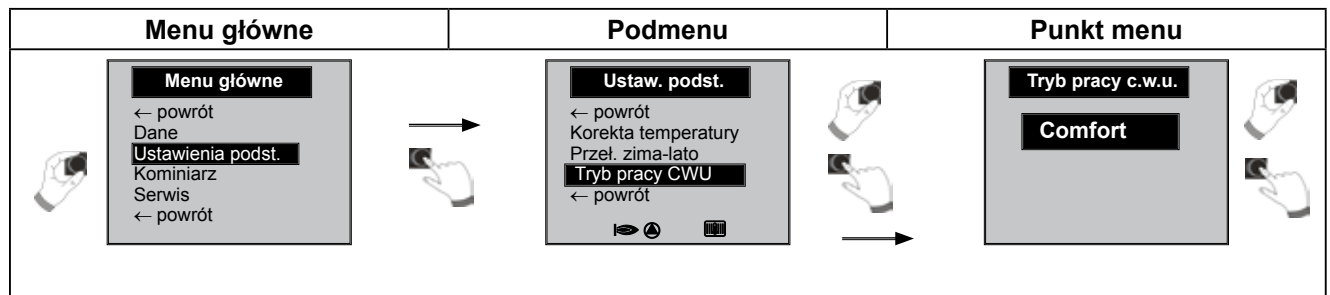 Menu główne
Podmenu
Punkt menu
Menu główne
← powrót
Dane
Ustawienia podst.
Kominiarz
Serwis
← powrót
Ustaw. podst.
← powrót
Korekta temperatury
Przeł. zima-lato
Tryb pracy CWU
← powrót
Tryb pracy c.w.u.
Comfort